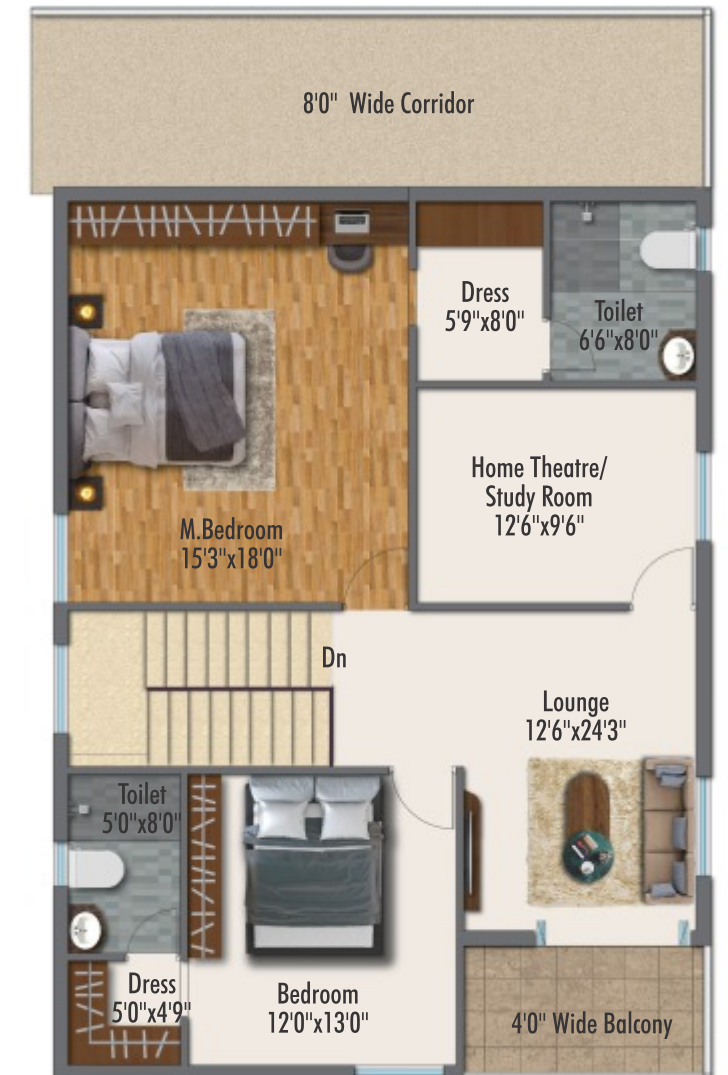 8'0" Wide Corridor
Dress
5'9"x8'0"
Toilet
6'6"x8'0"
Home Theatre/
Study Room
12'6"x9'6"
M.Bedroom
15'3"x18'0"
Dn
Lounge
12'6"x24'3"
Toilet
5'0"x8'0"
Dress
5'0"x4'9"
Bedroom
12'0"x13'0"
4'0" Wide Balcony